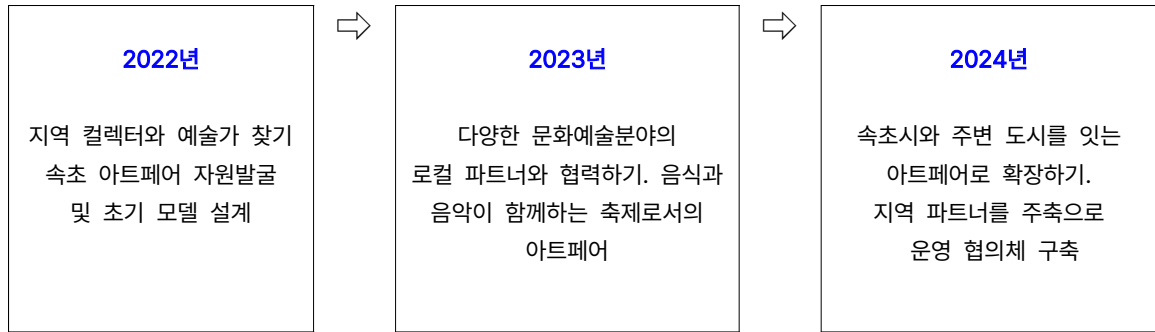 2022년
지역 컬렉터와 예술가 찾기
속초 아트페어 자원발굴
및 초기 모델 설계
2023년
다양한 문화예술분야의
로컬 파트너와 협력하기. 음식과
음악이 함께하는 축제로서의
아트페어
2024년
속초시와 주변 도시를 잇는
아트페어로 확장하기.
지역 파트너를 주축으로
운영 협의체 구축